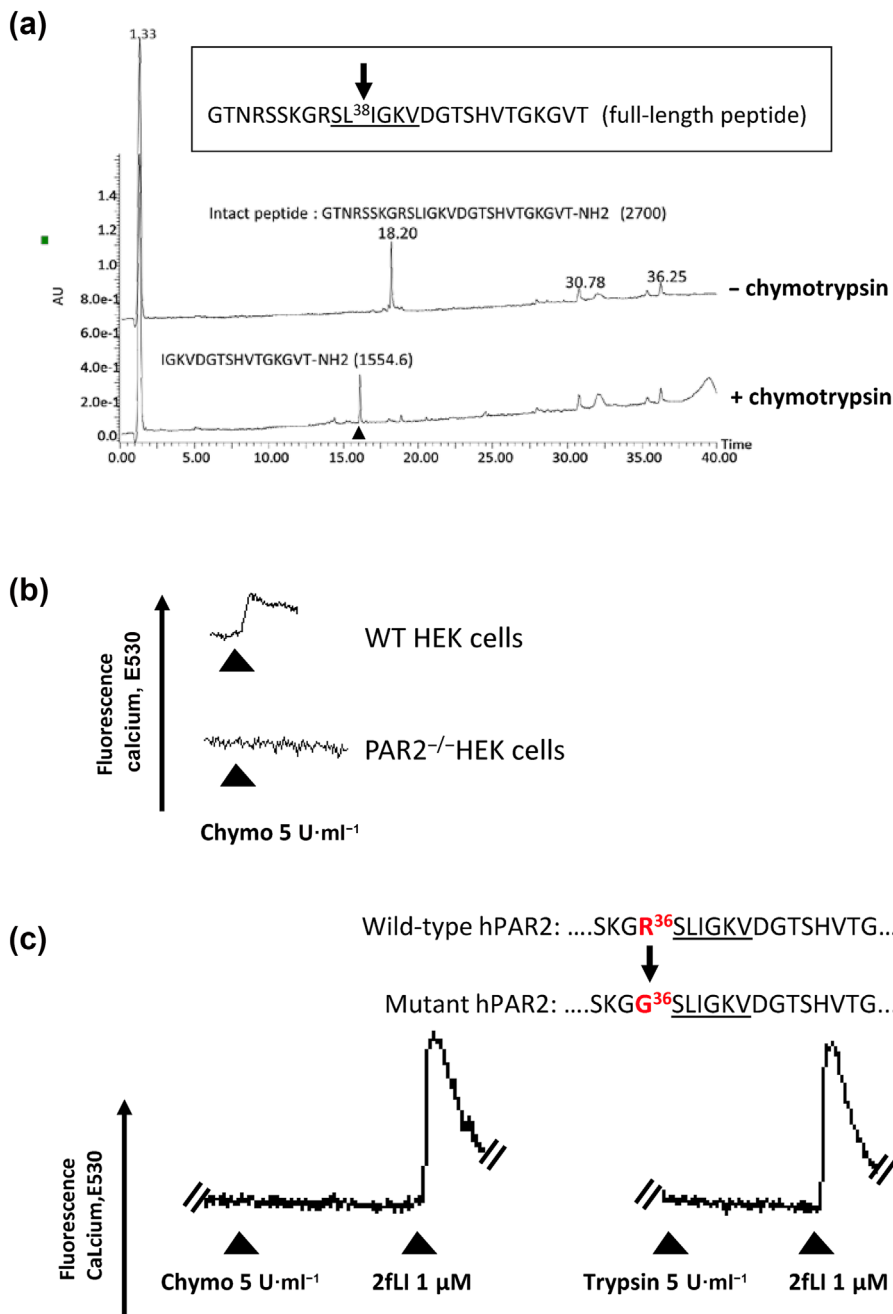 (a)
1.33
GTNRSSKGRSL³⁸IGKVDGTSHVTGKGVT (full-length peptide)
1.4
Intact peptide : GTNRSSKGRSLIGKVDGTSHVTGKGVT-NH2 (2700)
1.2
18.20
1.0
AU
30.78
36.25
8.0e-1
– chymotrypsin
6.0e-1
4.0e-1
IGKVDGTSHVTGKGVT-NH2 (1554.6)
2.0e-1
+ chymotrypsin
0.0
Time
0.00 5.00 10.00 15.00 20.00 25.00 30.00 35.00 40.00
(b)
Fluorescence
calcium, E530
WT HEK cells
PAR2⁻/⁻HEK cells
Chymo 5 U·ml⁻¹
(c)
Wild-type hPAR2: ....SKGR³⁶SLIGKVDGTSHVTG...
Mutant hPAR2: ....SKGG³⁶SLIGKVDGTSHVTG...
Fluorescence
CaLcium,E530
Chymo 5 U·ml⁻¹ 2fLI 1 µM Trypsin 5 U·ml⁻¹ 2fLI 1 µM